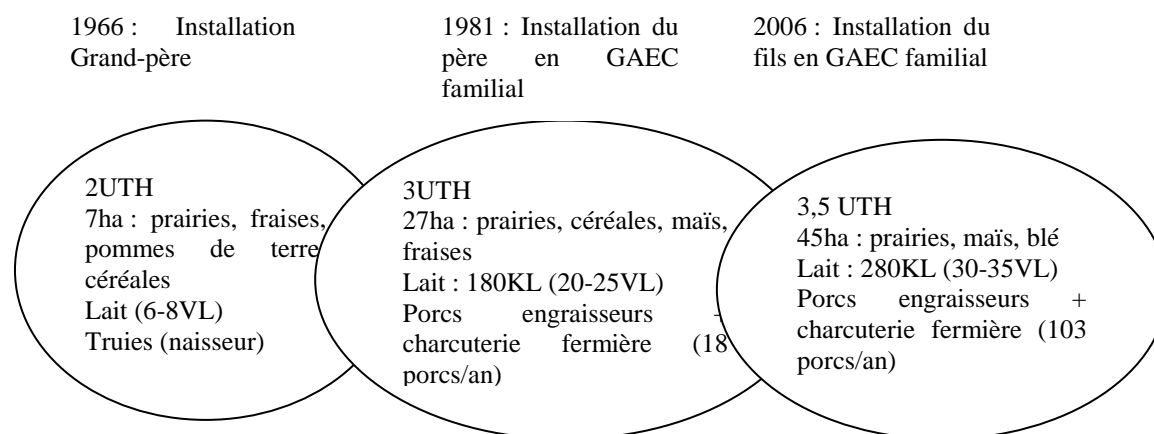 1966 : Installation
Grand-père
1981 : Installation du
père en GAEC
familial
2006 : Installation du
fils en GAEC familial
2UTH
7ha : prairies, fraises,
pommes de terre
céréales
Lait (6-8VL)
Truies (naisseur)
3UTH
27ha : prairies, céréales, maïs,
fraises
Lait : 180KL (20-25VL)
Porcs engraisseurs
charcuterie fermière (18
porcs/an)
3,5 UTH
45ha : prairies, maïs, blé
Lait : 280KL (30-35VL)
Porcs engraisseurs +
charcuterie fermière (103
porcs/an)